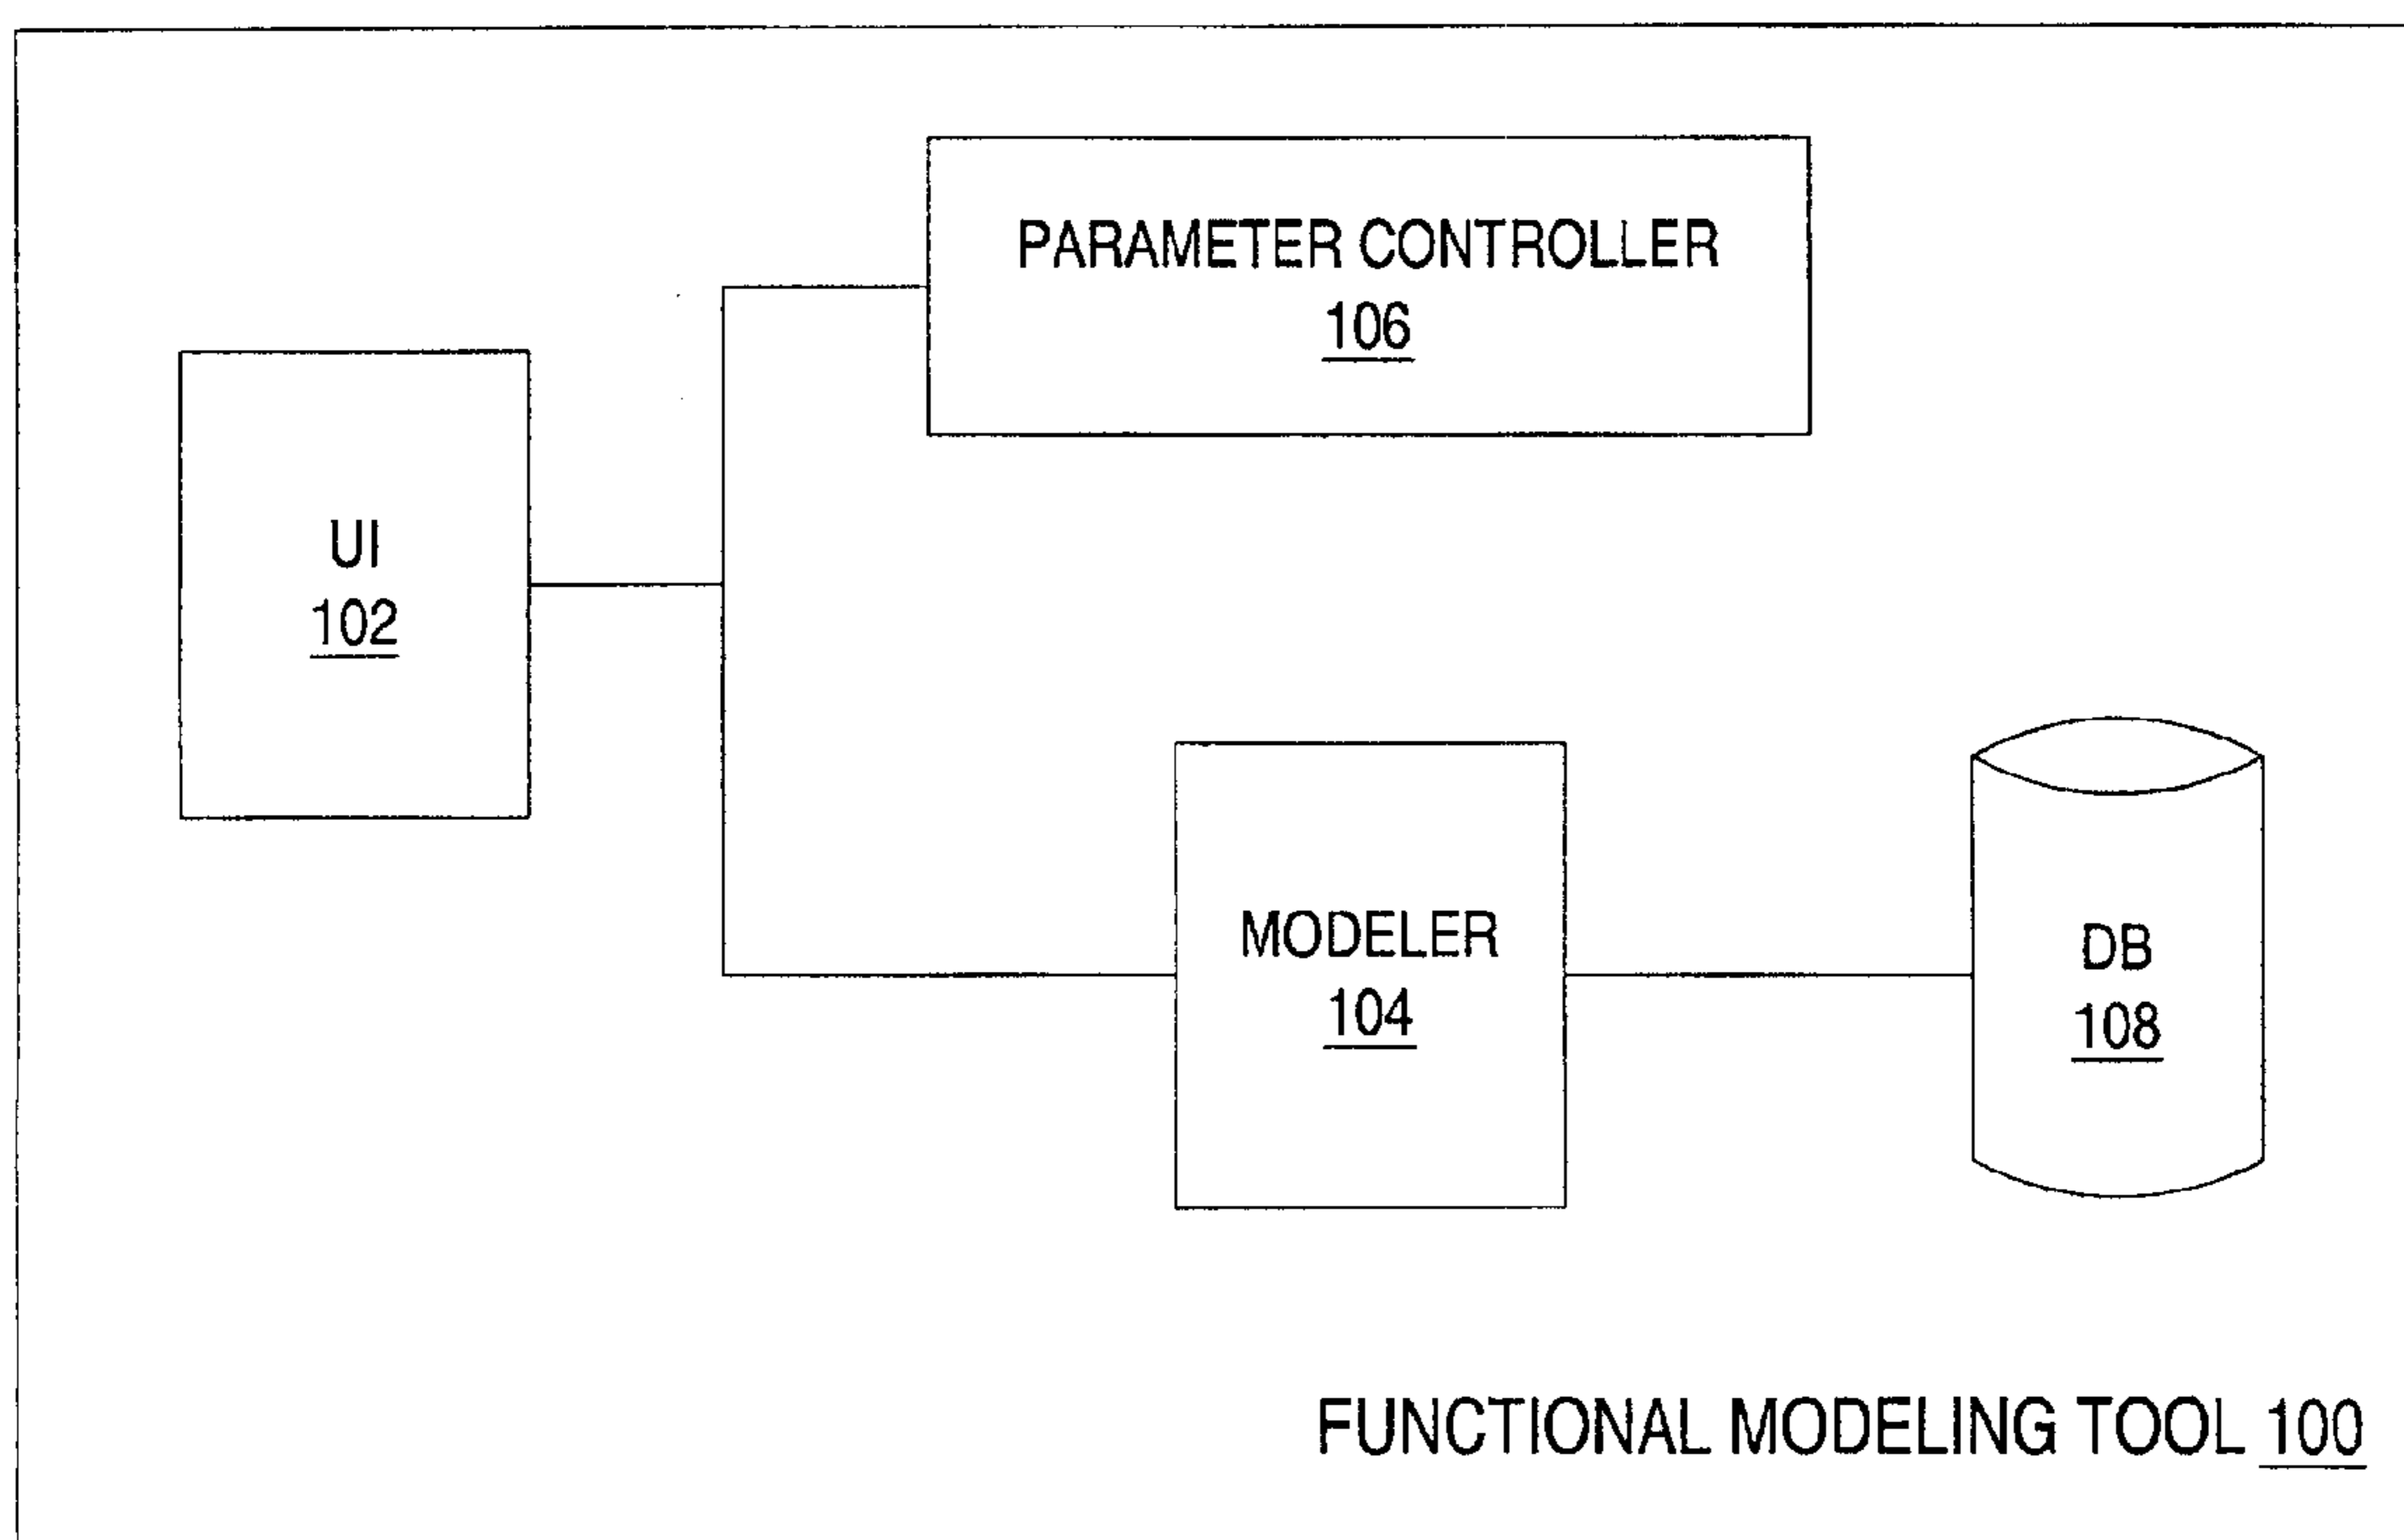 PARAMETER CONTROLLER
106
UI
102
MODELER
104
DB
108
FUNCTIONAL MODELING TOOL 100